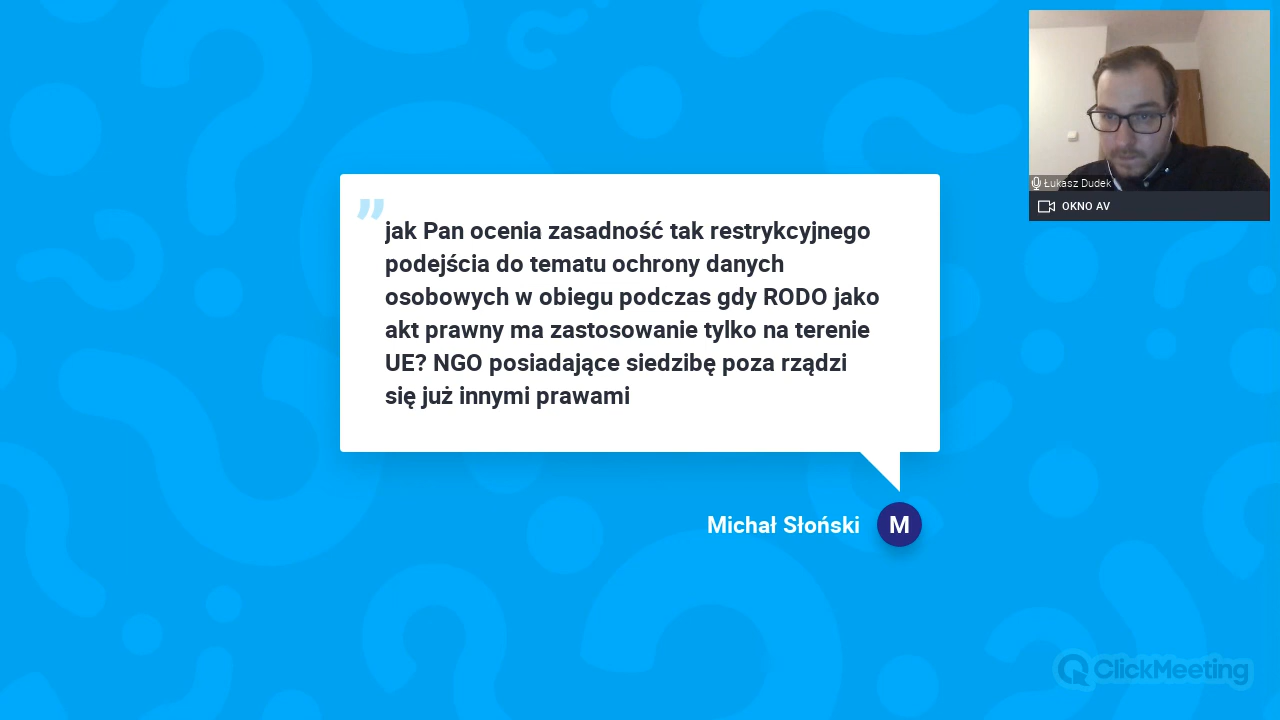 Łukasz Dudek
OKNO AV
jak Pan ocenia zasadność tak restrykcyjnego
podejścia do tematu ochrony danych
osobowych w obiegu podczas gdy RODO jako
akt prawny ma zastosowanie tylko na terenie
UE? NGO posiadające siedzibę poza rządzi
się już innymi prawami
Michał Słoński
M
ClickMeeting